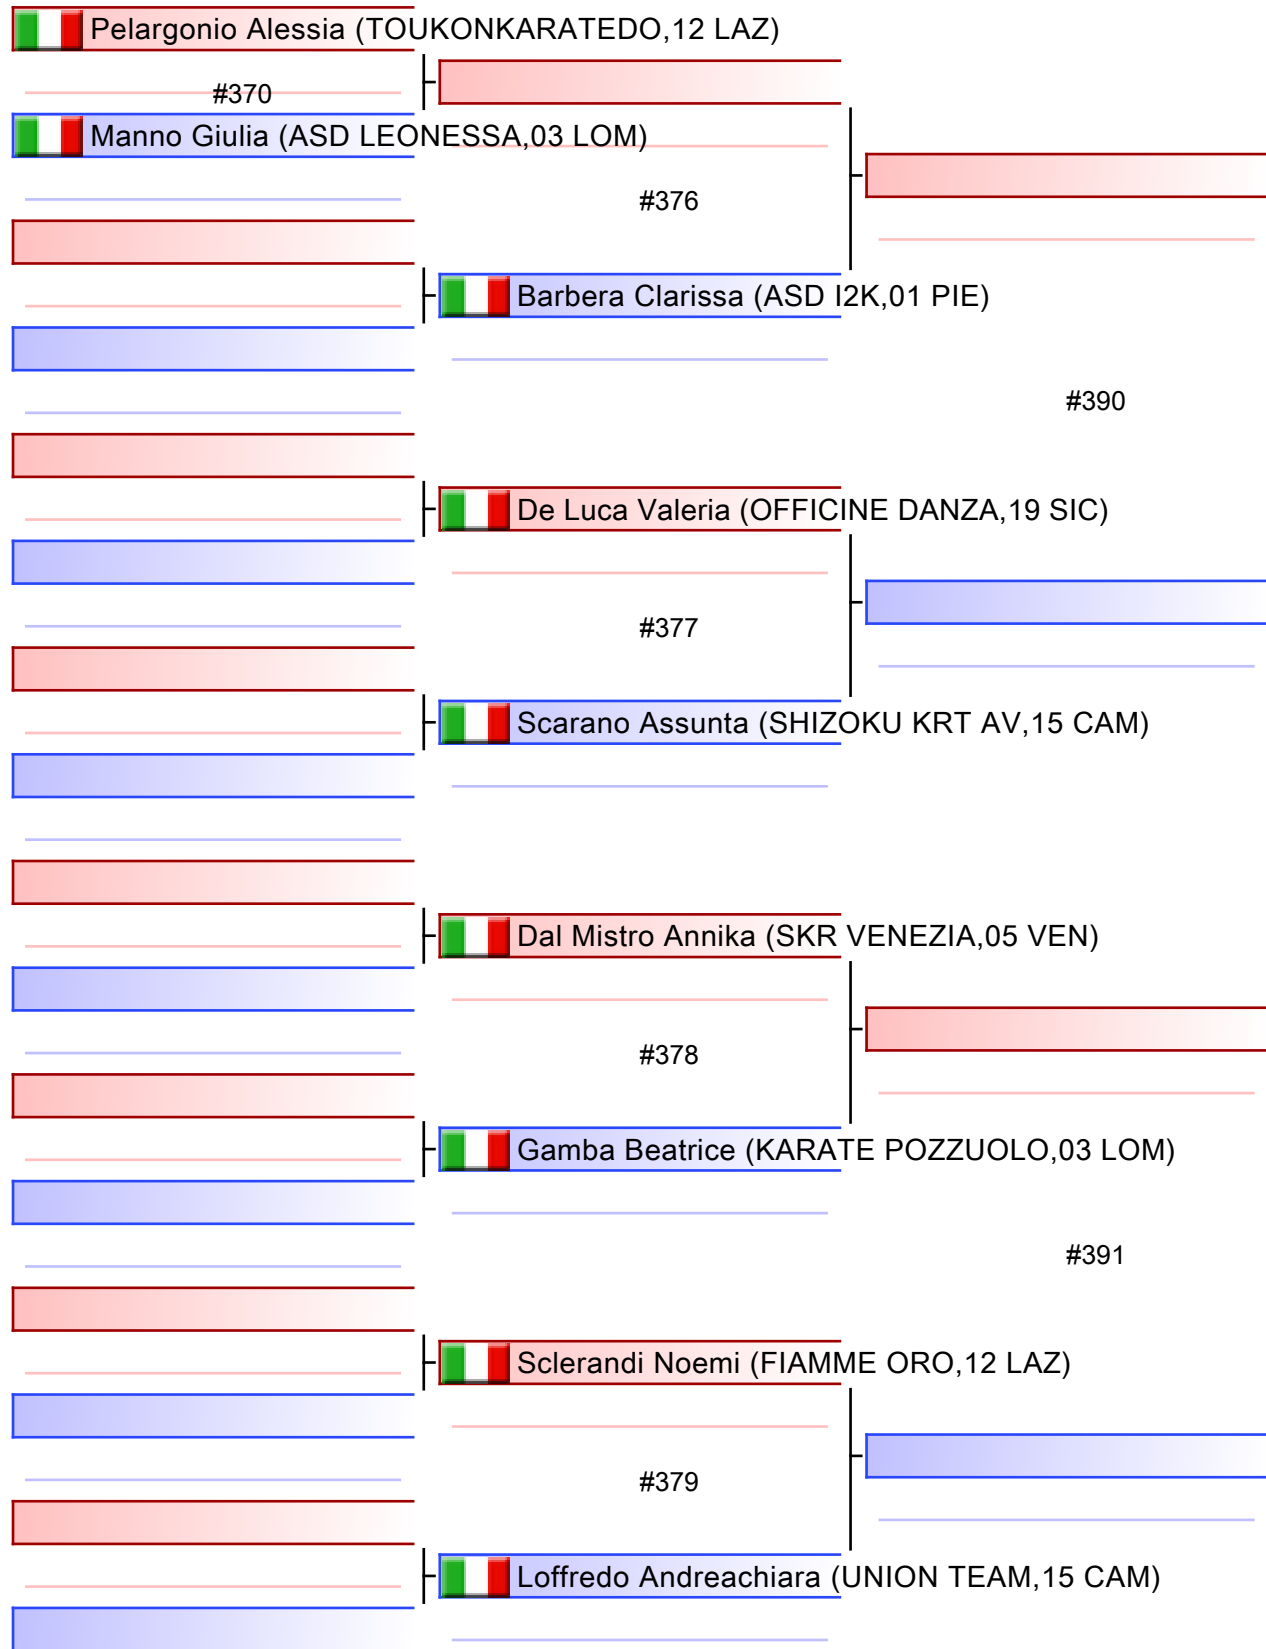 Pelargonio Alessia (TOUKONKARATEDO,12 LAZ)
#370
Manno Giulia (ASD LEONESSA,03 LOM)
#376
Barbera Clarissa (ASD I2K,01 PIE)
#390
De Luca Valeria (OFFICINE DANZA,19 SIC)
#377
Scarano Assunta (SHIZOKU KRT AV,15 CAM)
Dal Mistro Annika (SKR VENEZIA,05 VEN)
#378
Gamba Beatrice (KARATE POZZUOLO,03 LOM)
#391
Sclerandi Noemi (FIAMME ORO,12 LAZ)
#379
Loffredo Andreachiara (UNION TEAM,15 CAM)